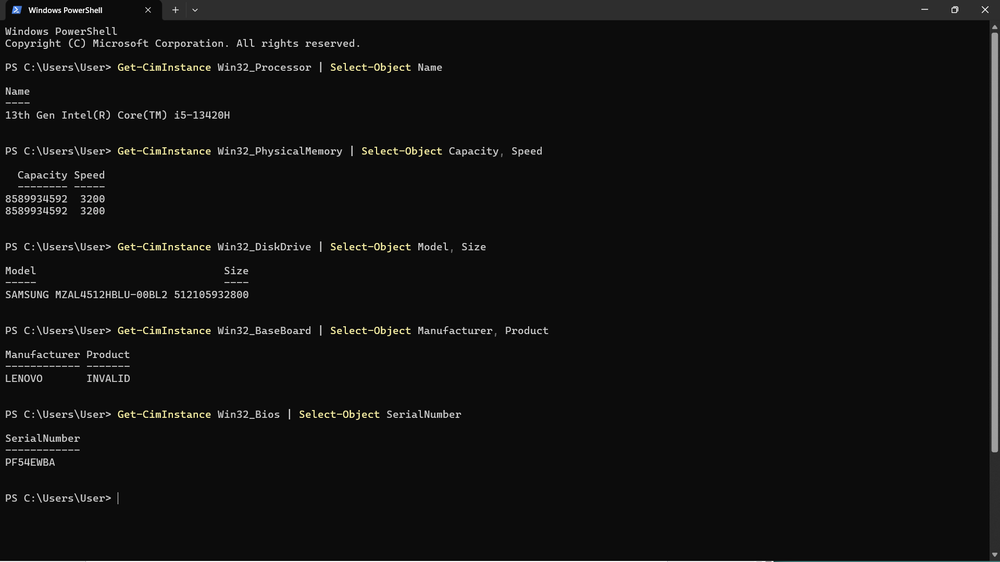 Windows PowerShell
Windows PowerShell
Copyright (C) Microsoft Corporation. All rights reserved.
PS C:\Users\User> Get-CimInstance Win32_Processor | Select-Object Name
Name
----
13th Gen Intel(R) Core(TM) i5-13420H
PS C:\Users\User> Get-CimInstance Win32_PhysicalMemory | Select-Object Capacity, Speed
  Capacity Speed
  -------- -----
8589934592  3200
8589934592  3200
PS C:\Users\User> Get-CimInstance Win32_DiskDrive | Select-Object Model, Size
Model                              Size
-----                              ----
SAMSUNG MZAL4512HBLU-00BL2 512105932800
PS C:\Users\User> Get-CimInstance Win32_BaseBoard | Select-Object Manufacturer, Product
Manufacturer Product
------------ -------
LENOVO       INVALID
PS C:\Users\User> Get-CimInstance Win32_Bios | Select-Object SerialNumber
SerialNumber
------------
PF54EWBA
PS C:\Users\User>